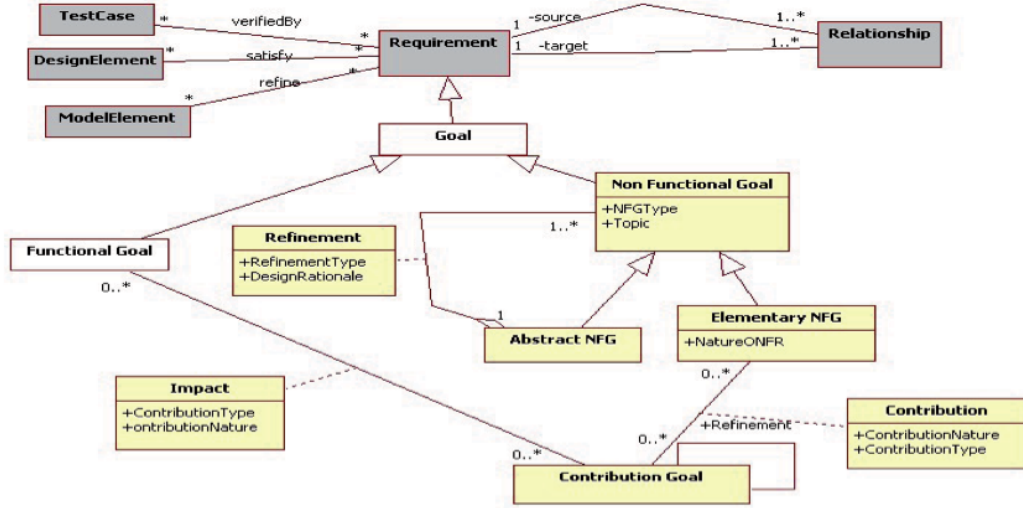 TestCase
*
verifiedBy
*
DesignElement
*
satisfy
*
refine
*
ModelElement
*
Requirement
1
-source
1..*
1
-target
1..*
Relationship
Goal
Non Functional Goal
+NFGType
+Topic
1..*
Functional Goal
0..*
Refinement
+RefinementType
+DesignRationale
1
Abstract NFG
Elementary NFG
+NatureONFR
0..*
Impact
+ContributionType
+ontributionNature
Contribution
+ContributionNature
+ContributionType
+Refinement
0..*
0..*
Contribution Goal